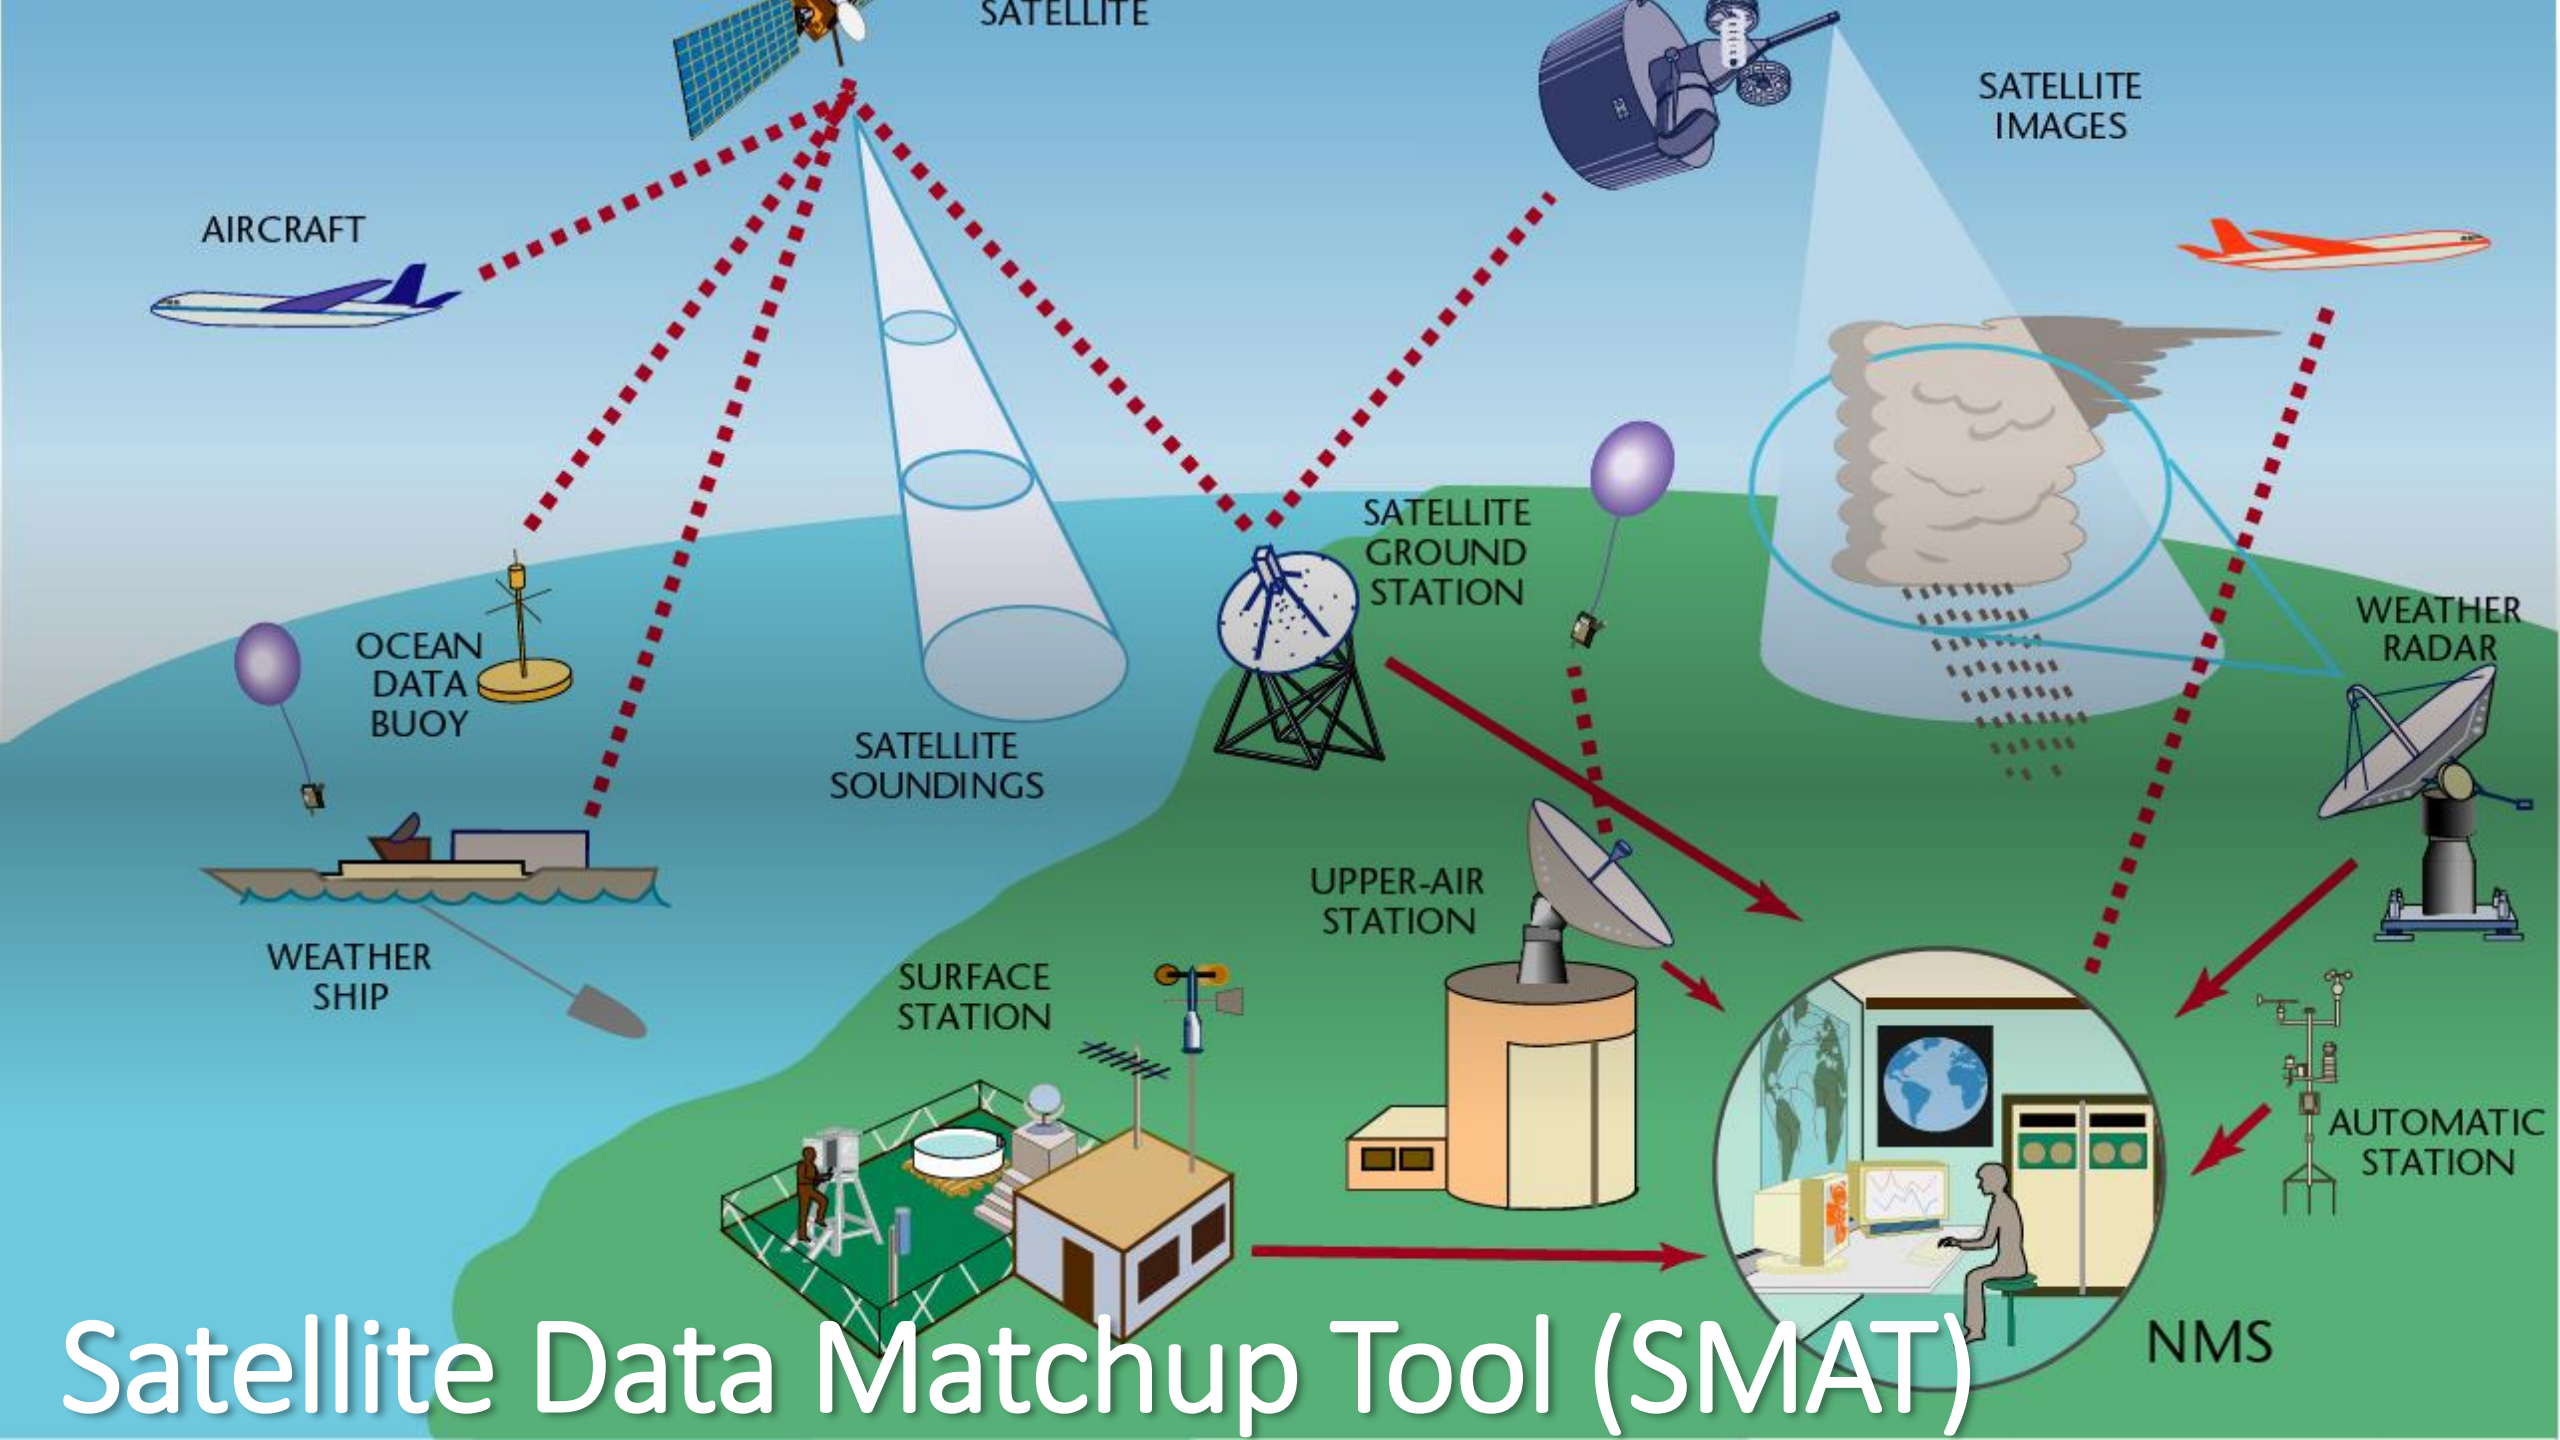 SATELLITE
SATELLITE
IMAGES
AIRCRAFT
SATELLITE
GROUND
STATION
WEATHER
RADAR
OCEAN
DATA
BUOY
SATELLITE
SOUNDINGS
UPPER-AIR
STATION
WEATHER
SHIP
SURFACE
STATION
AUTOMATIC
STATION
NMS
Satellite Data Matchup Tool (SMAT)